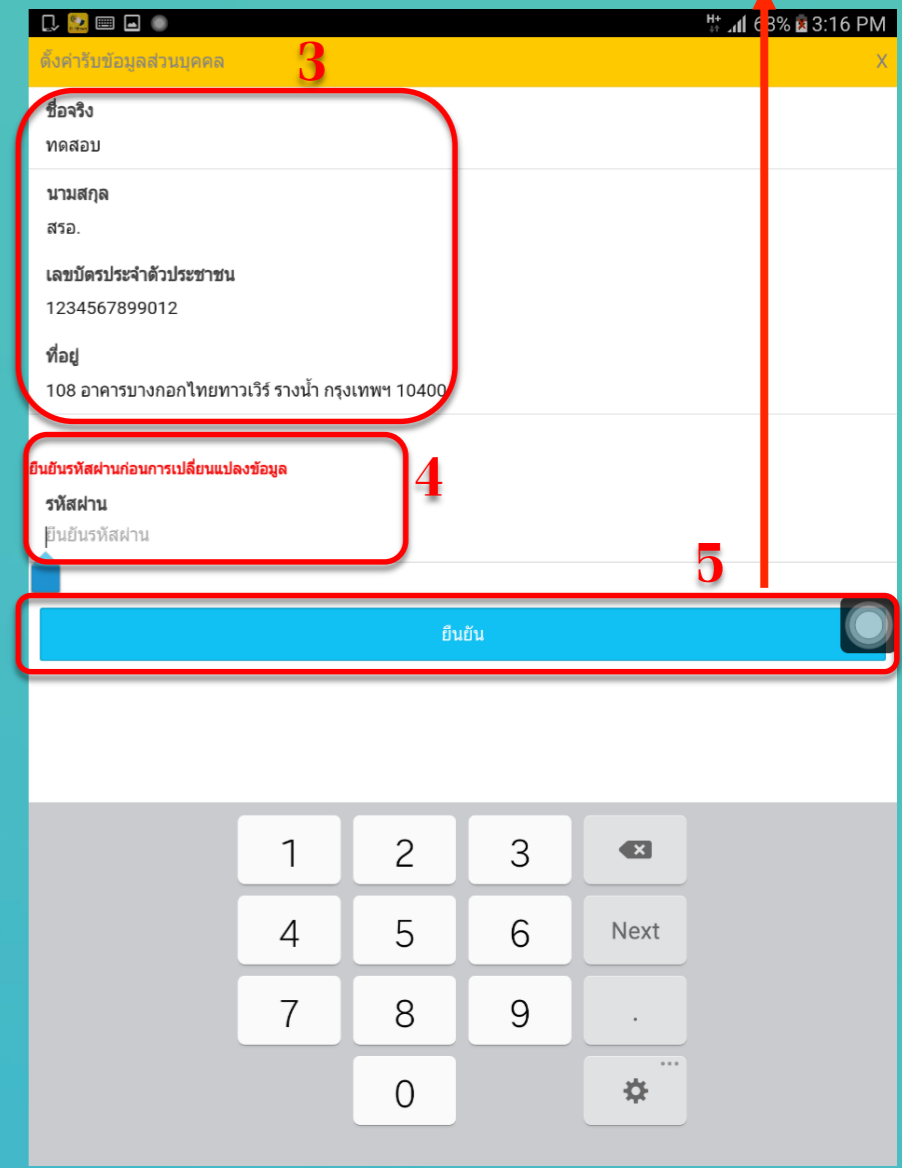 H+ 63% 3:16 PM
ตั้งค่ารับข้อมูลส่วนบุคคล 3 X
ชื่อจริง
ทดสอบ
นามสกุล
สรอ.
เลขบัตรประจำตัวประชาชน
1234567899012
ที่อยู่
108 อาคารบางกอกไทยทาวเวิร์ รางน้ำ กรุงเทพฯ 10400
ยืนยันรหัสผ่านก่อนการเปลี่ยนแปลงข้อมูล
4
รหัสผ่าน
ยืนยันรหัสผ่าน
5
ยืนยัน
1 2 3
4 5 6 Next
7 8 9 .
0